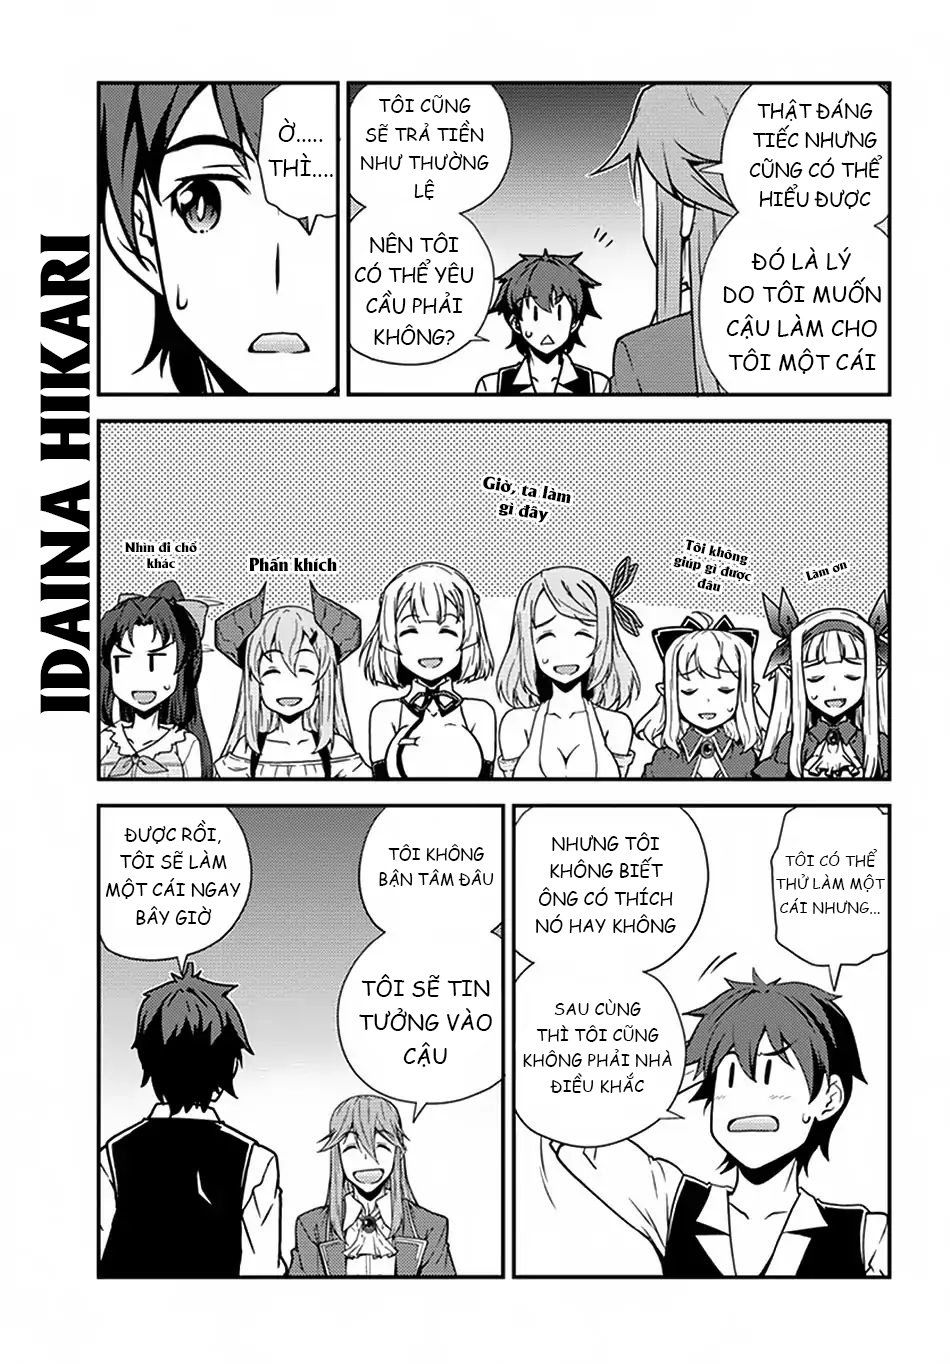 THẬT ĐÁNG
TIẾC NHƯNG
CŨNG CÓ THỂ
HIỂU ĐƯỢC
ĐÓ LÀ LÝ
DO TÔI MUỐN
CẬU LÀM CHO
TÔI MỘT CÁI
TÔI CŨNG
SẼ TRẢ TIỀN
NHƯ THƯỜNG
LỆ
NÊN TÔI
CÓ THỂ YÊU
CẦU PHẢI
KHÔNG?
Ờ.....
THÌ....
IDAINA HIKARI
Làm ơn
Tôi không
giúp gì được
đâu
Giờ, ta làm
gì đây
Phấn khích
Nhìn đi chỗ
khác
TÔI CÓ THỂ
THỬ LÀM MỘT
CÁI NHƯNG...
NHƯNG TÔI
KHÔNG BIẾT
ÔNG CÓ THÍCH
NÓ HAY KHÔNG
SAU CÙNG
THÌ TÔI CŨNG
KHÔNG PHẢI NHÀ
ĐIÊU KHẮC
TÔI KHÔNG
BẬN TÂM ĐÂU
TÔI SẼ TIN
TƯỞNG VÀO
CẬU
ĐƯỢC RỒI,
TÔI SẼ LÀM
MỘT CÁI NGAY
BÂY GIỜ